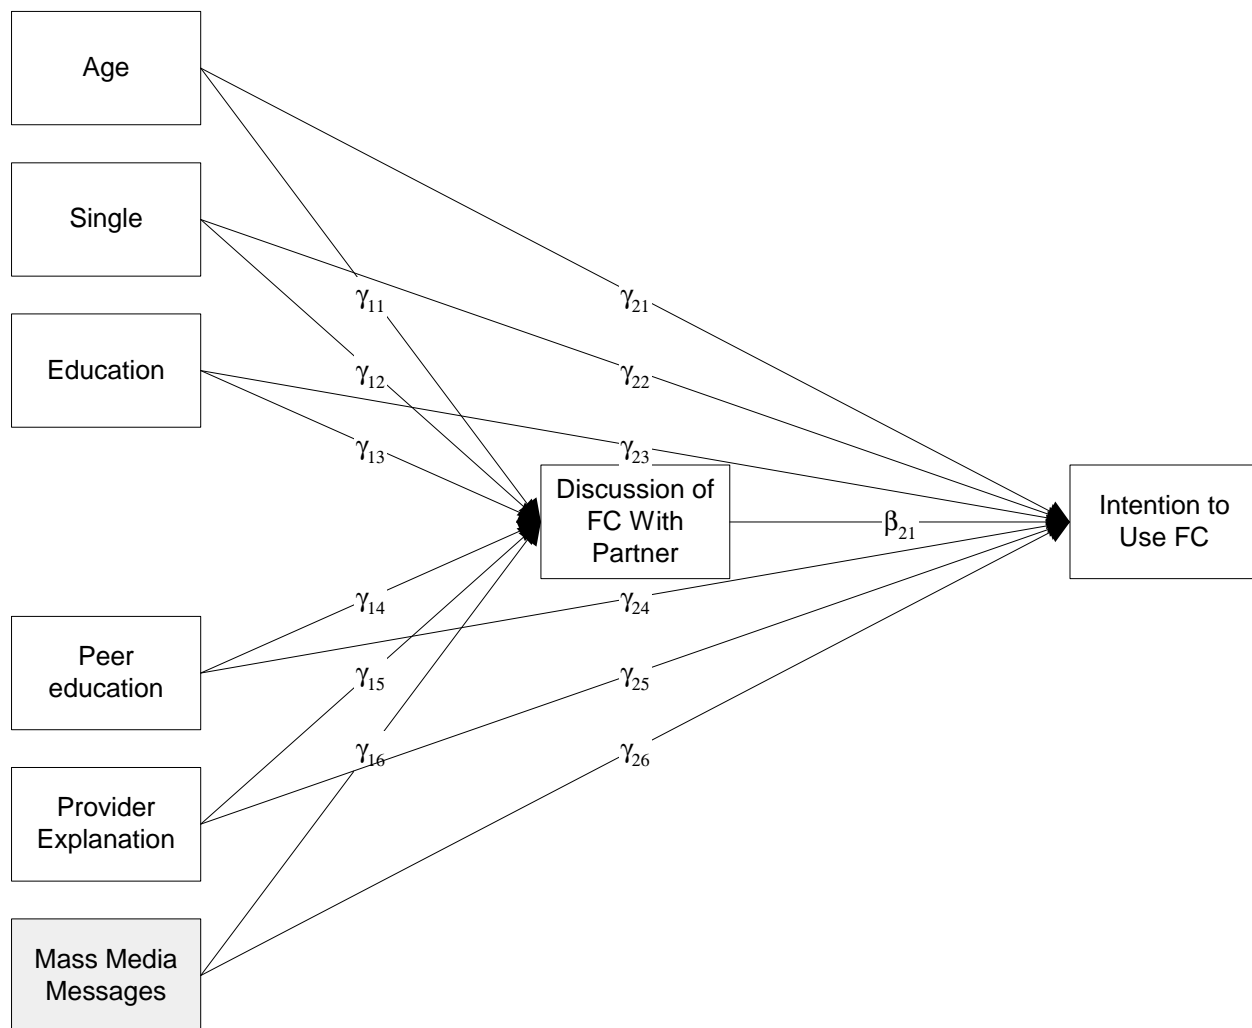 Age
Single
Education
Peer
education
Provider
Explanation
Mass Media
Messages
γ11
γ12
γ13
γ14
γ15
γ16
γ21
γ22
γ23
γ24
γ25
γ26
Discussion of
FC With
Partner
β21
Intention to
Use FC